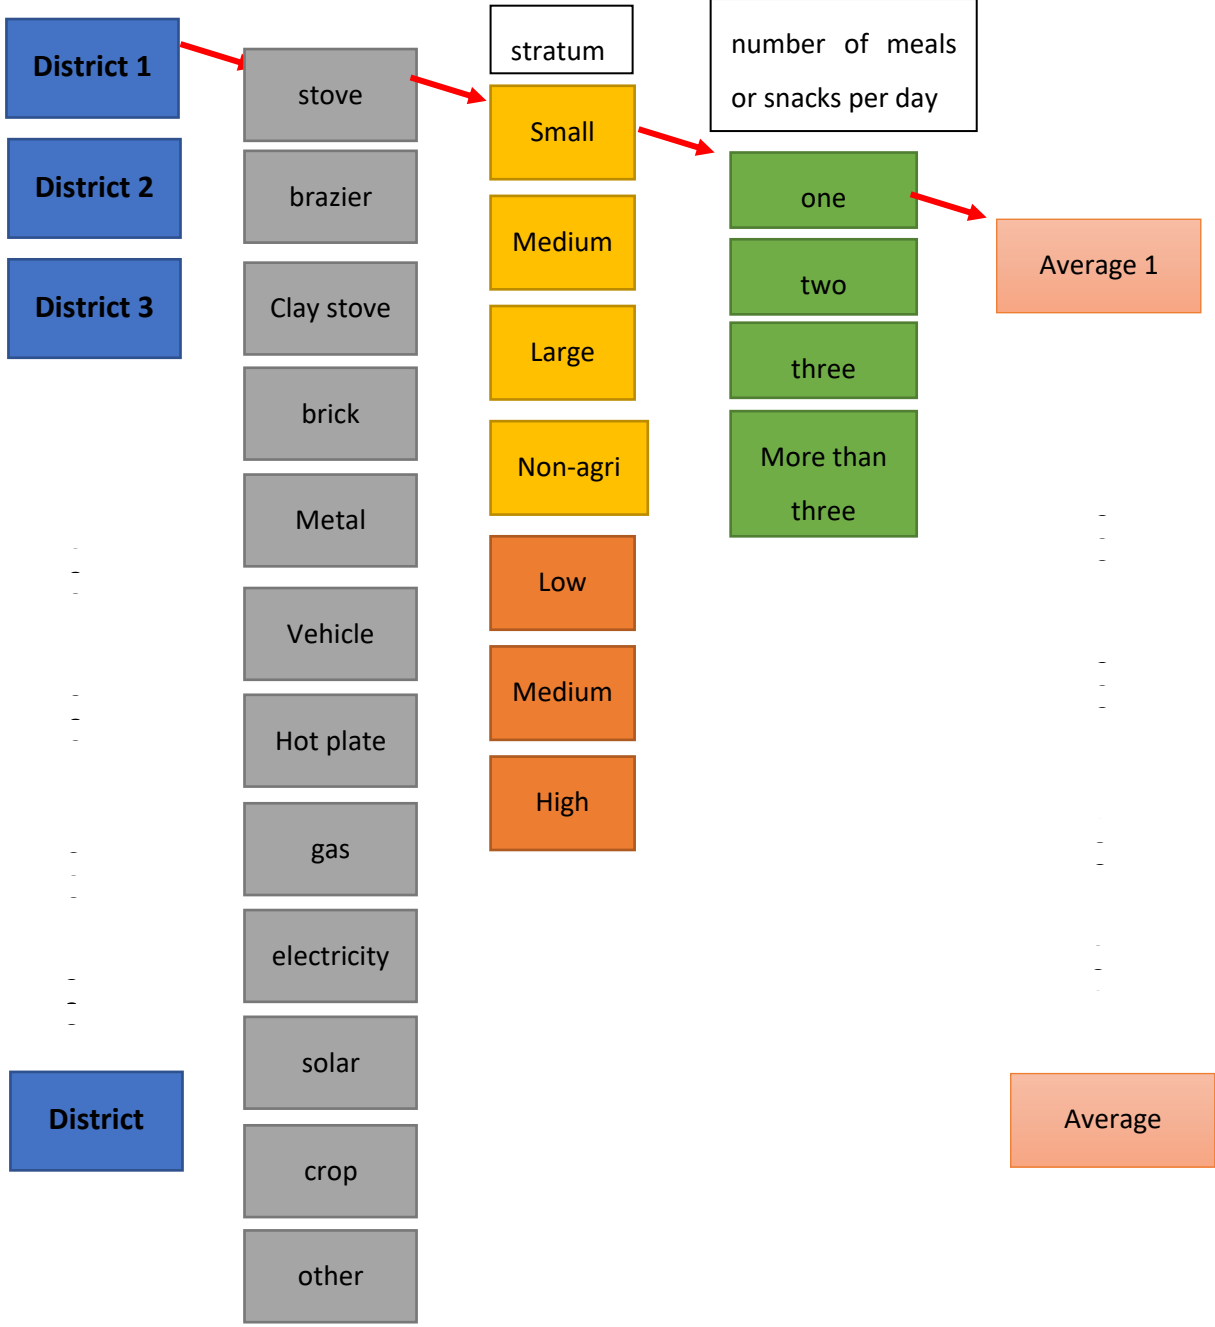 District 1
District 2
District 3
District
stove
brazier
Clay stove
brick
Metal
Vehicle
Hot plate
gas
electricity
solar
crop
other
stratum
Small
Medium
Large
Non-agri
Low
Medium
High
number of meals
or snacks per day
one
two
three
More than
three
Average 1
Average